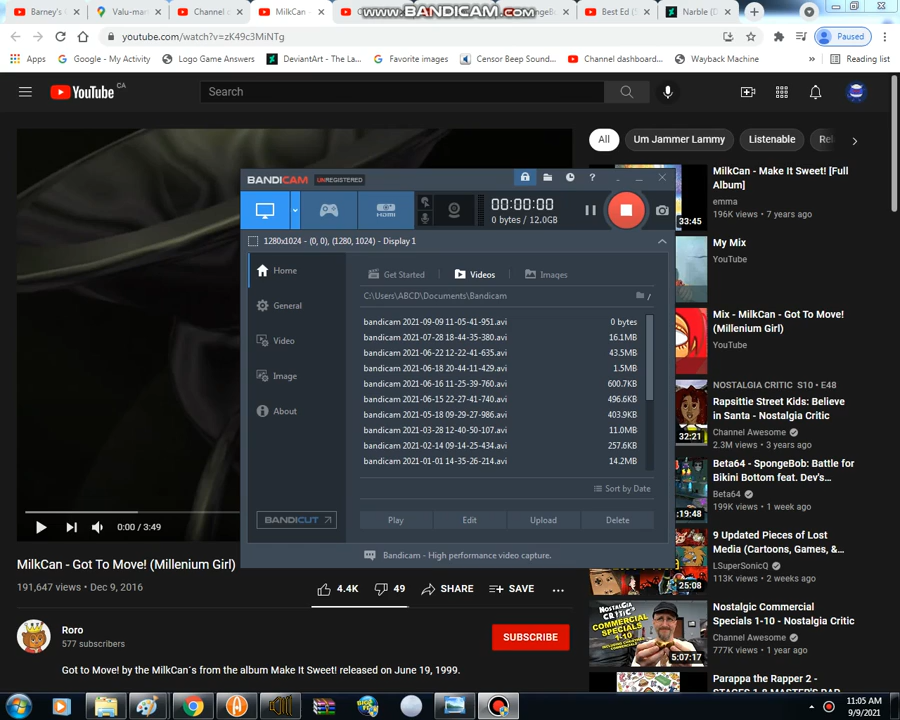 Barney's K
Valu-man
Channel c
MilkCan -
www.BANDICAM.com
Best Ed (
Narble (D
youtube.com/watch?v=zK49c3MiNTg
Paused
Apps
Google - My Activity
Logo Game Answers
DeviantArt - The La...
Favorite images
Censor Beep Sound...
Channel dashboard...
Wayback Machine
»
Reading list
YouTube CA
Search
All
Um Jammer Lammy
Listenable
Rel
MilkCan - Make It Sweet! [Full
Album]
emma
196K views • 7 years ago
33:45
My Mix
YouTube
Mix - MilkCan - Got To Move!
(Millenium Girl)
YouTube
NOSTALGIA CRITIC S10 • E48
Rapsittie Street Kids: Believe
in Santa - Nostalgia Critic
Channel Awesome
2.3M views • 3 years ago
32:21
Beta64 - SpongeBob: Battle for
Bikini Bottom feat. Dev's...
Beta64
199K views • 1 week ago
:19:48
9 Updated Pieces of Lost
Media (Cartoons, Games, &...
LSuperSonicQ
113K views • 2 weeks ago
25:08
Nostalgic Commercial
Specials 1-10 - Nostalgia Critic
Channel Awesome
777K views • 1 year ago
5:07:17
NOSTALGIA CRITIC'S
COMMERCIAL
SPECIALS
1-10
Parappa the Rapper 2 -
STAGES 1-8 MASTER'S RAP
BANDICAM UNREGISTERED
HDMI
00:00:00
0 bytes / 12.0GB
1280x1024 - (0, 0), (1280, 1024) - Display 1
Home
General
Video
Image
About
BANDICUT
Get Started
Videos
Images
C:\Users\ABCD\Documents\Bandicam
/
bandicam 2021-09-09 11-05-41-951.avi 0 bytes
bandicam 2021-07-28 18-44-35-380.avi 16.1MB
bandicam 2021-06-22 12-22-41-635.avi 43.5MB
bandicam 2021-06-18 20-44-11-429.avi 1.5MB
bandicam 2021-06-16 11-25-39-760.avi 600.7KB
bandicam 2021-06-15 22-27-41-740.avi 496.6KB
bandicam 2021-05-18 09-29-27-986.avi 403.9KB
bandicam 2021-03-28 12-40-50-107.avi 11.0MB
bandicam 2021-02-14 09-14-25-434.avi 257.6KB
bandicam 2021-01-01 14-35-26-214.avi 14.2MB
Sort by Date
Play
Edit
Upload
Delete
Bandicam - High performance video capture.
0:00 / 3:49
MilkCan - Got To Move! (Millenium Girl)
191,647 views • Dec 9, 2016
4.4K
49
SHARE
SAVE
Roro
577 subscribers
SUBSCRIBE
Got to Move! by the MilkCan´s from the album Make It Sweet! released on June 19, 1999.
11:05 AM
9/9/2021